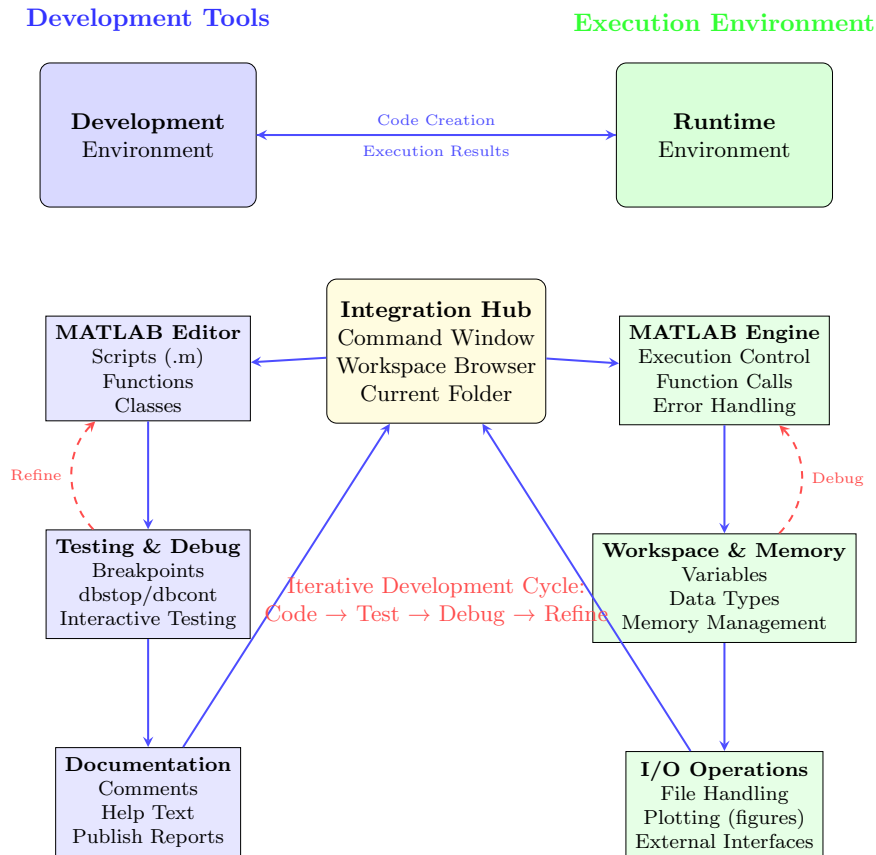 Development Tools
Execution Environment
Development
Environment
Code Creation
Execution Results
Runtime
Environment
Integration Hub
Command Window
Workspace Browser
Current Folder
MATLAB Editor
Scripts (.m)
Functions
Classes
MATLAB Engine
Execution Control
Function Calls
Error Handling
Refine
Debug
Testing & Debug
Breakpoints
dbstop/dbcont
Interactive Testing
Iterative Development Cycle:
Code → Test → Debug → Refine
Workspace & Memory
Variables
Data Types
Memory Management
Documentation
Comments
Help Text
Publish Reports
I/O Operations
File Handling
Plotting (figures)
External Interfaces